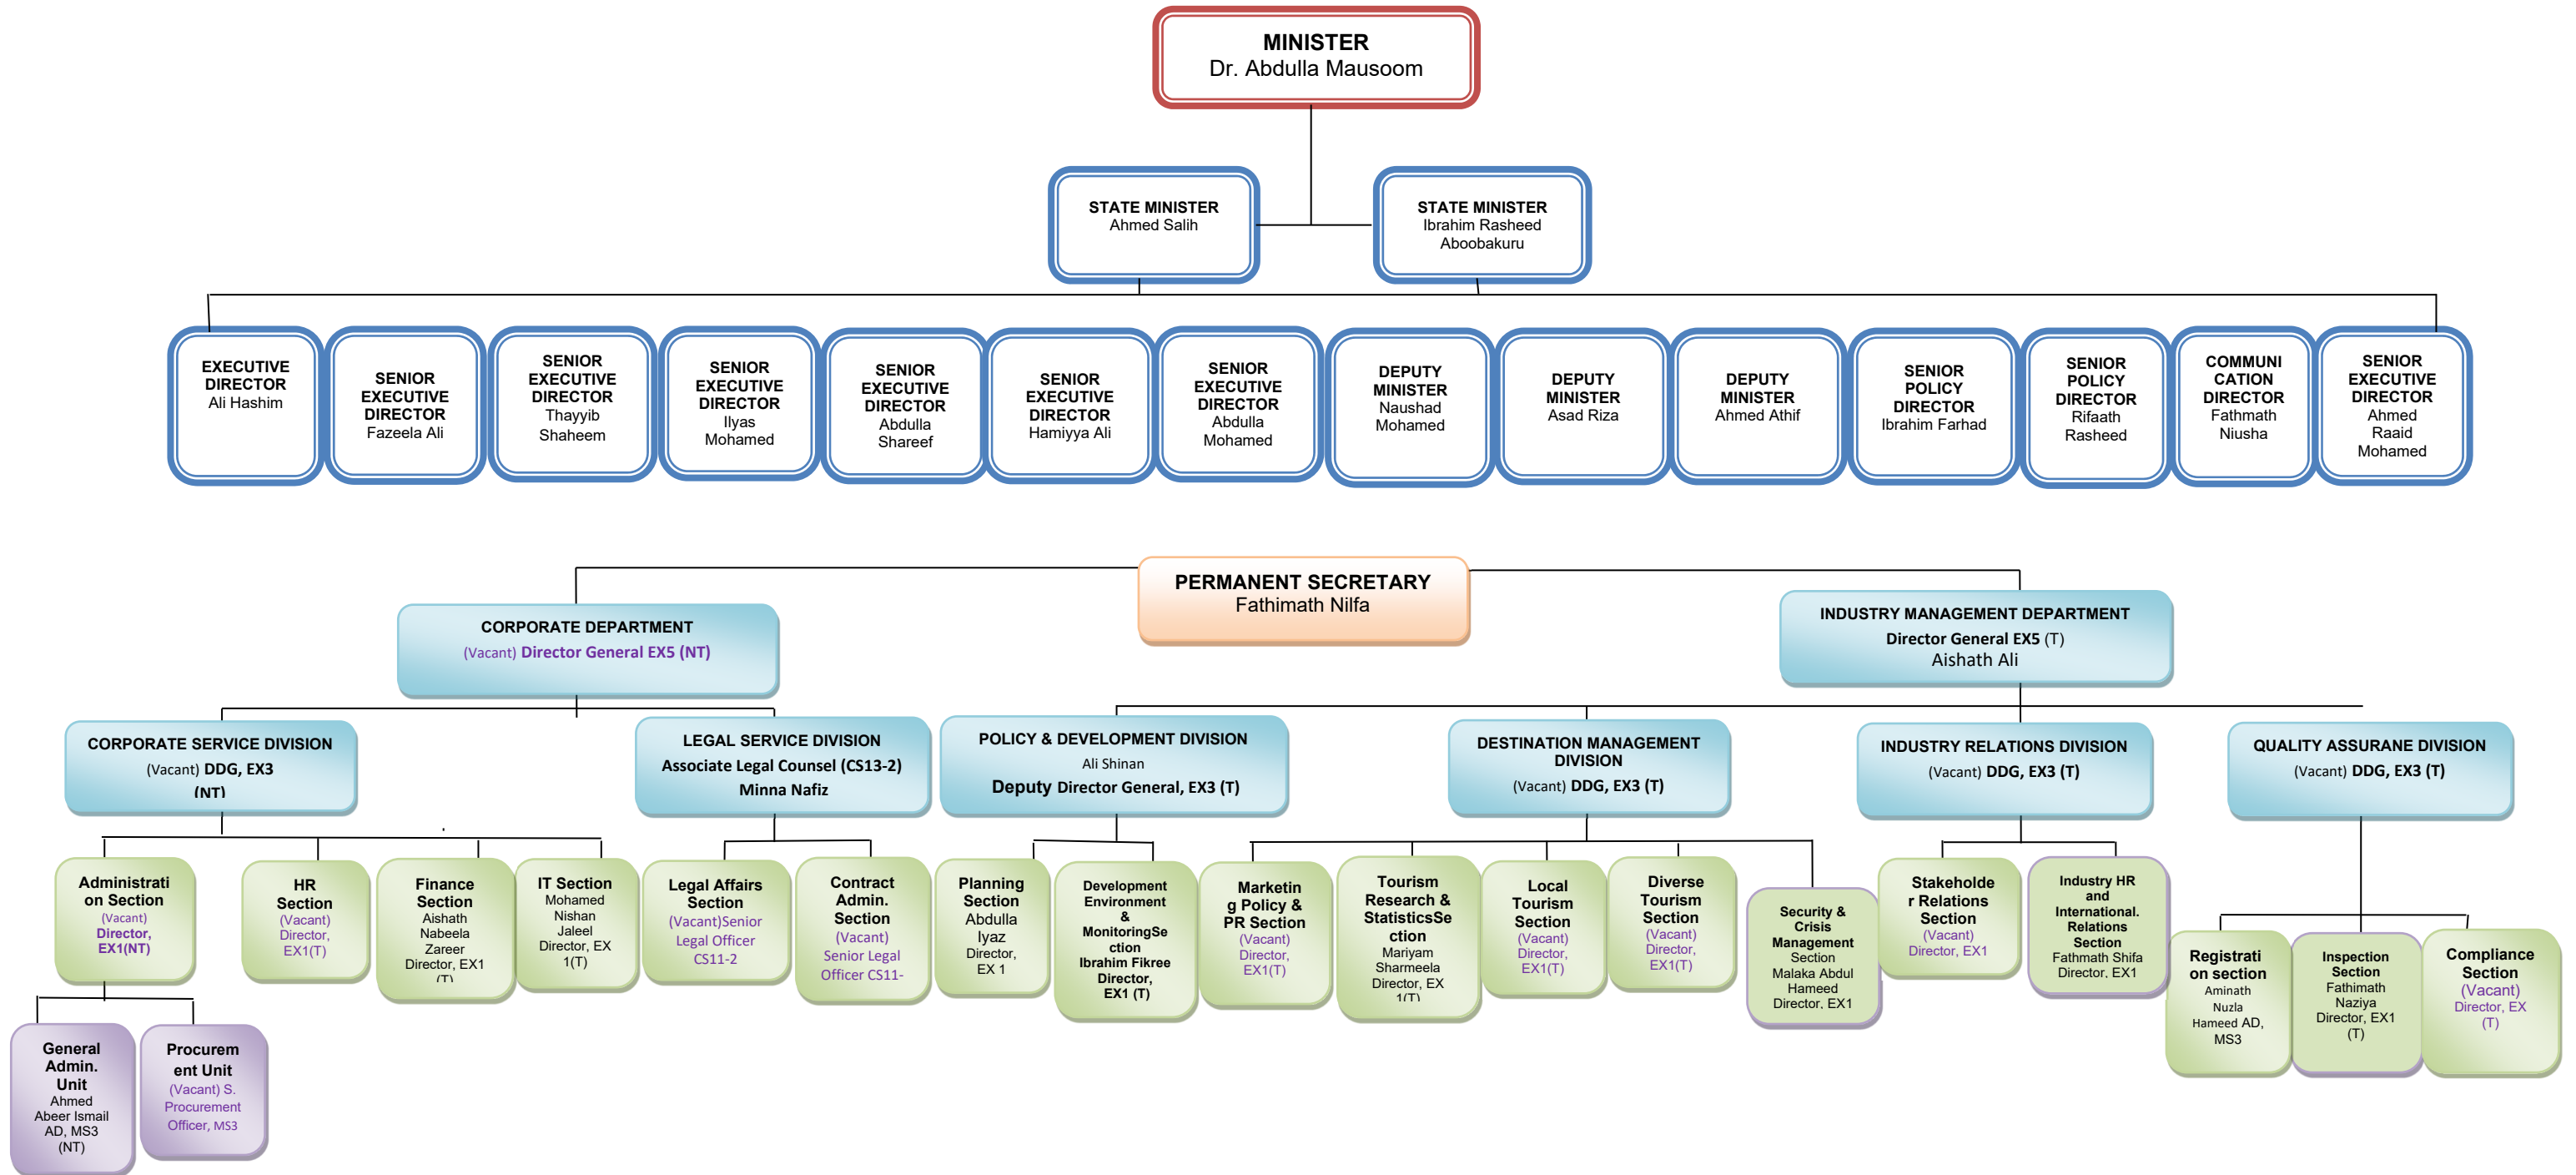 MINISTER
Dr. Abdulla Mausoom
STATE MINISTER
Ahmed Salih
STATE MINISTER
Ibrahim Rasheed
Aboobakuru
EXECUTIVE
DIRECTOR
Ali Hashim
SENIOR
EXECUTIVE
DIRECTOR
Fazeela Ali
SENIOR
EXECUTIVE
DIRECTOR
Thayyib
Shaheem
SENIOR
EXECUTIVE
DIRECTOR
Ilyas
Mohamed
SENIOR
EXECUTIVE
DIRECTOR
Abdulla
Shareef
SENIOR
EXECUTIVE
DIRECTOR
Hamiyya Ali
SENIOR
EXECUTIVE
DIRECTOR
Abdulla
Mohamed
DEPUTY
MINISTER
Naushad
Mohamed
DEPUTY
MINISTER
Asad Riza
DEPUTY
MINISTER
Ahmed Athif
SENIOR
POLICY
DIRECTOR
Ibrahim Farhad
SENIOR
POLICY
DIRECTOR
Rifaath
Rasheed
COMMUNI
CATION
DIRECTOR
Fathmath
Niusha
SENIOR
EXECUTIVE
DIRECTOR
Ahmed
Raaid
Mohamed
PERMANENT SECRETARY
Fathimath Nilfa
CORPORATE DEPARTMENT
(Vacant) Director General EX5 (NT)
INDUSTRY MANAGEMENT DEPARTMENT
Director General EX5 (T)
Aishath Ali
CORPORATE SERVICE DIVISION
(Vacant) DDG, EX3
(NT)
LEGAL SERVICE DIVISION
Associate Legal Counsel (CS13-2)
Minna Nafiz
POLICY & DEVELOPMENT DIVISION
Ali Shinan
Deputy Director General, EX3 (T)
DESTINATION MANAGEMENT
DIVISION
(Vacant) DDG, EX3 (T)
INDUSTRY RELATIONS DIVISION
(Vacant) DDG, EX3 (T)
QUALITY ASSURANE DIVISION
(Vacant) DDG, EX3 (T)
Administrati
on Section
(Vacant)
Director,
EX1(NT)
HR
Section
(Vacant)
Director,
EX1(T)
Finance
Section
Aishath
Nabeela
Zareer
Director, EX1
(T)
IT Section
Mohamed
Nishan
Jaleel
Director, EX
1(T)
Legal Affairs
Section
(Vacant)Senior
Legal Officer
CS11-2
Contract
Admin.
Section
(Vacant)
Senior Legal
Officer CS11-
Planning
Section
Abdulla
Iyaz
Director,
EX 1
Development
Environment
&
MonitoringSe
ction
Ibrahim Fikree
Director,
EX1 (T)
Marketin
g Policy &
PR Section
(Vacant)
Director,
EX1(T)
Tourism
Research &
StatisticsSe
ction
Mariyam
Sharmeela
Director, EX
1(T)
Local
Tourism
Section
(Vacant)
Director,
EX1(T)
Diverse
Tourism
Section
(Vacant)
Director,
EX1(T)
Security &
Crisis
Management
Section
Malaka Abdul
Hameed
Director, EX1
Stakeholde
r Relations
Section
(Vacant)
Director, EX1
Industry HR
and
International.
Relations
Section
Fathmath Shifa
Director, EX1
Registrati
on section
Aminath
Nuzla
Hameed AD,
MS3
Inspection
Section
Fathimath
Naziya
Director, EX1
(T)
Compliance
Section
(Vacant)
Director, EX
(T)
General
Admin.
Unit
Ahmed
Abeer Ismail
AD, MS3
(NT)
Procurem
ent Unit
(Vacant) S.
Procurement
Officer, MS3